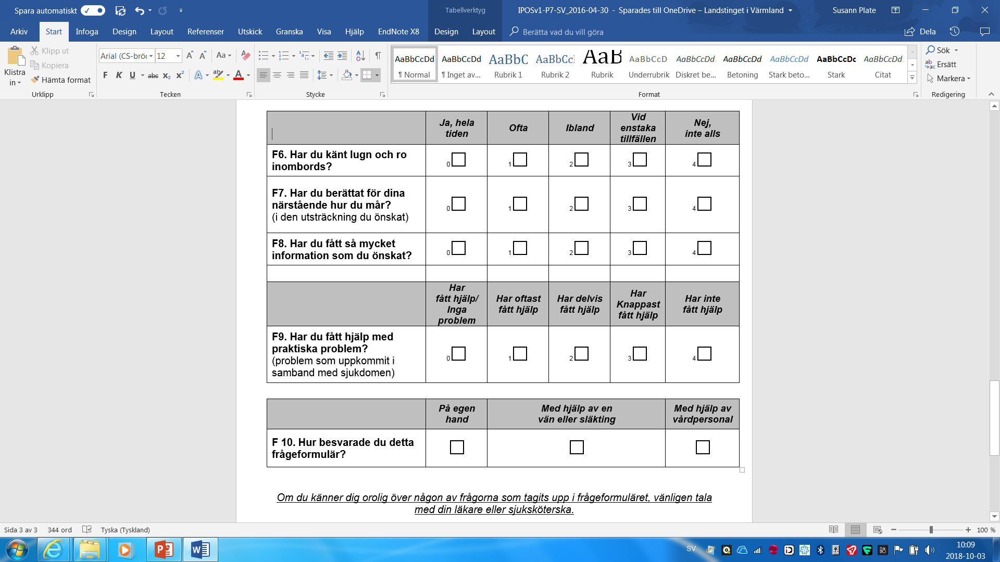 Spara automatiskt
Tabellverktyg
IPOSv1-P7-SV_2016-04-30 - Sparades till OneDrive – Landstinget i Värmland
Susann Plate
Arkiv Start Infoga Design Layout Referenser Utskick Granska Visa Hjälp EndNote X8 Design Layout Berätta vad du vill göra Dela
Klistra in
Klipp ut
Kopiera
Hämta format
Urklipp
Arial (CS-bröd 12
F K U abc x₂ x²
Tecken
Stycke
AaBbCcDd AaBbCcDd AaBbC AaBbCc AaB AaBbCcD AaBbCcDd AaBbCcDd AaBbCcDd AaBbCcDc AaBbCcDd
¶ Normal ¶ Inget av... Rubrik 1 Rubrik 2 Rubrik Underrubrik Diskret be... Betoning Stark beto... Stark Citat
Format
Sök
Ersätt
Markera
Redigering
Ja, hela tiden
Ofta
Ibland
Vid enstaka tillfällen
Nej, inte alls
F6. Har du känt lugn och ro
inombords?
0 1 2 3 4
F7. Har du berättat för dina
närstående hur du mår?
(i den utsträckning du önskat)
0 1 2 3 4
F8. Har du fått så mycket
information som du önskat?
0 1 2 3 4
Har fått hjälp/ Inga problem
Har oftast fått hjälp
Har delvis fått hjälp
Har Knappast fått hjälp
Har inte fått hjälp
F9. Har du fått hjälp med
praktiska problem?
(problem som uppkommit i
samband med sjukdomen)
0 1 2 3 4
På egen hand
Med hjälp av en vän eller släkting
Med hjälp av vårdpersonal
F 10. Hur besvarade du detta
frågeformulär?
Om du känner dig orolig över någon av frågorna som tagits upp i frågeformuläret, vänligen tala
med din läkare eller sjuksköterska.
Sida 3 av 3 344 ord Tyska (Tyskland) 100 %
SV
10:09
2018-10-03